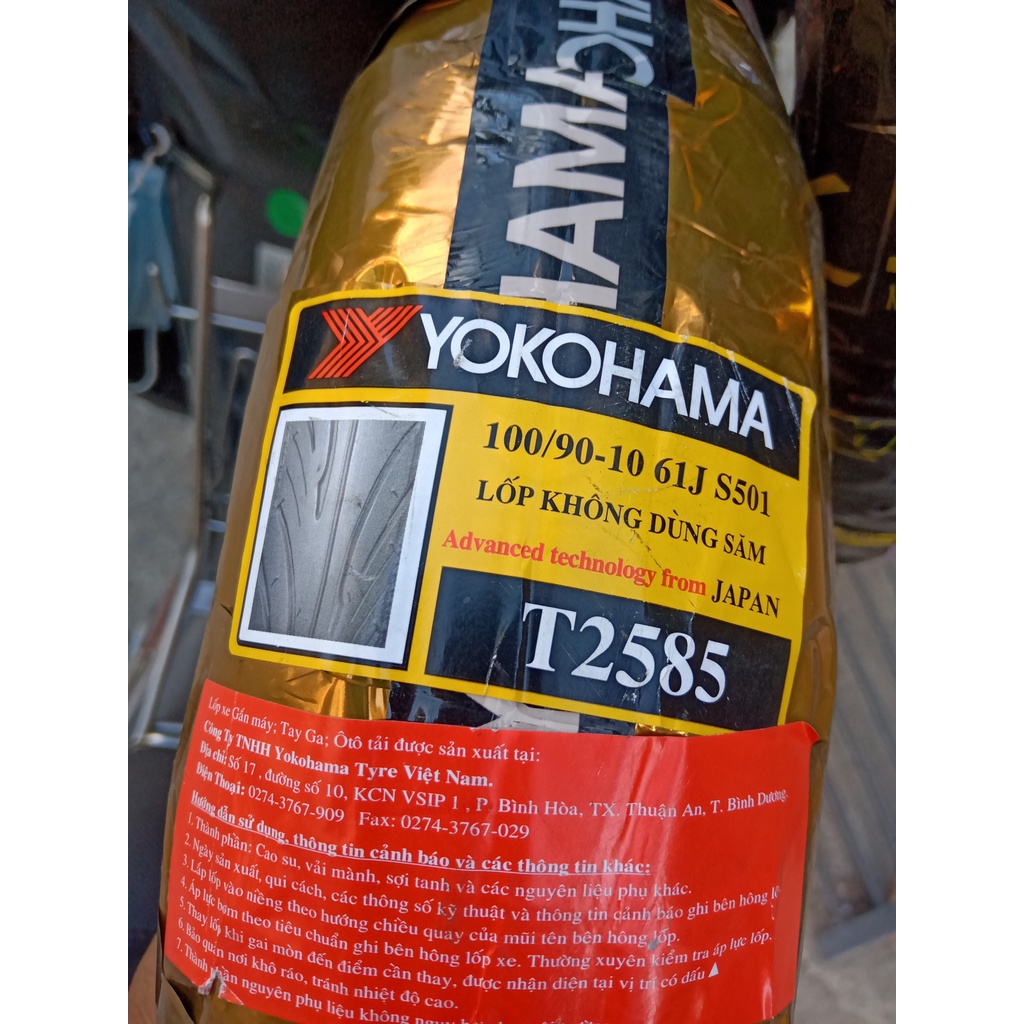 YOKOHAMA
100/90-10 61J S501
LỐP KHÔNG DÙNG SĂM
Advanced technology from JAPAN
T2585
Lốp xe Gắn máy; Tay Ga; Ôtô tải được sản xuất tại:
Công Ty TNHH Yokohama Tyre Việt Nam.
Địa chỉ: Số 17 , đường số 10, KCN VSIP 1 , P. Bình Hòa, TX. Thuận An, T. Bình Dương.
Điện Thoại: 0274-3767-909 Fax: 0274-3767-029
Hướng dẫn sử dụng, thông tin cảnh báo và các thông tin khác:
1. Thành phần: Cao su, vải mành, sợi tanh và các nguyên liệu phụ khác.
2. Ngày sản xuất, qui cách, các thông số kỹ thuật và thông tin cảnh báo ghi bên hông lốp.
3. Lắp lốp vào niềng theo hướng chiều quay của mũi tên bên hông lốp.
4. Áp lực bơm theo tiêu chuẩn ghi bên hông lốp xe. Thường xuyên kiểm tra áp lực lốp.
5. Thay lốp khi gai mòn đến điểm cần thay, được nhận diện tại vị trí có dấu ▲
6. Bảo quản nơi khô ráo, tránh nhiệt độ cao.
7. Thành phần nguyên phụ liệu không